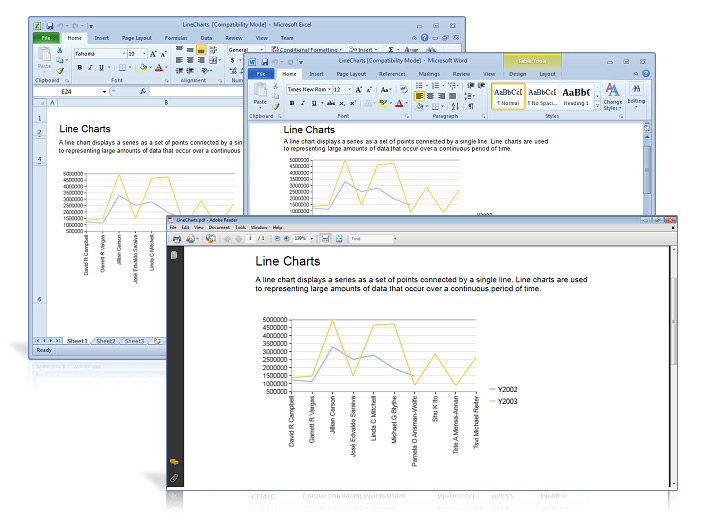 LineCharts [Compatibility Mode] - Microsoft Excel
File Home Insert Page Layout Formulas Data Review View Team
Paste
Tahoma 10
General
Conditional Formatting Insert
Clipboard Font Alignment
E24 fx
A B
1
2
4
6
Line Charts
A line chart displays a series as a set of points connected by a sin
to representing large amounts of data that occur over a continuous
5000000
4500000
4000000
3500000
3000000
2500000
2000000
1500000
1000000
500000
David R Campbell
Garrett R Vargas
Jillian Carson
José Edvaldo Saraiva
Linda C Mitchell
Sheet1 Sheet2 Sheet3
Ready
LineCharts [Compatibility Mode] - Microsoft Word
Table Tools
File Home Insert Page Layout References Mailings Review View Design Layout
Paste
Times New Rom 12
AaBbCcI AaBbCcI AaBb(
¶ Normal ¶ No Spaci... Heading 1
Change Styles
Editing
Clipboard Font Paragraph Styles
Line Charts
A line chart displays a series as a set of points connected by a single line. Line charts are used
to representing large amounts of data that occur over a continuous period of time.
5000000
4500000
4000000
3500000
3000000
2500000
2000000
1500000
1000000
500000
Y2002
LineCharts.pdf - Adobe Reader
File Edit View Document Tools Window Help
1 / 1 139% Find
Line Charts
A line chart displays a series as a set of points connected by a single line. Line charts are used
to representing large amounts of data that occur over a continuous period of time.
5000000
4500000
4000000
3500000
3000000
2500000
2000000
1500000
1000000
500000
David R Campbell
Garrett R Vargas
Jillian Carson
José Edvaldo Saraiva
Linda C Mitchell
Michael G Blythe
Pamela O Ansman-Wolfe
Shu K Ito
Tete A Mensa-Annan
Tsvi Michael Reiter
Y2002
Y2003